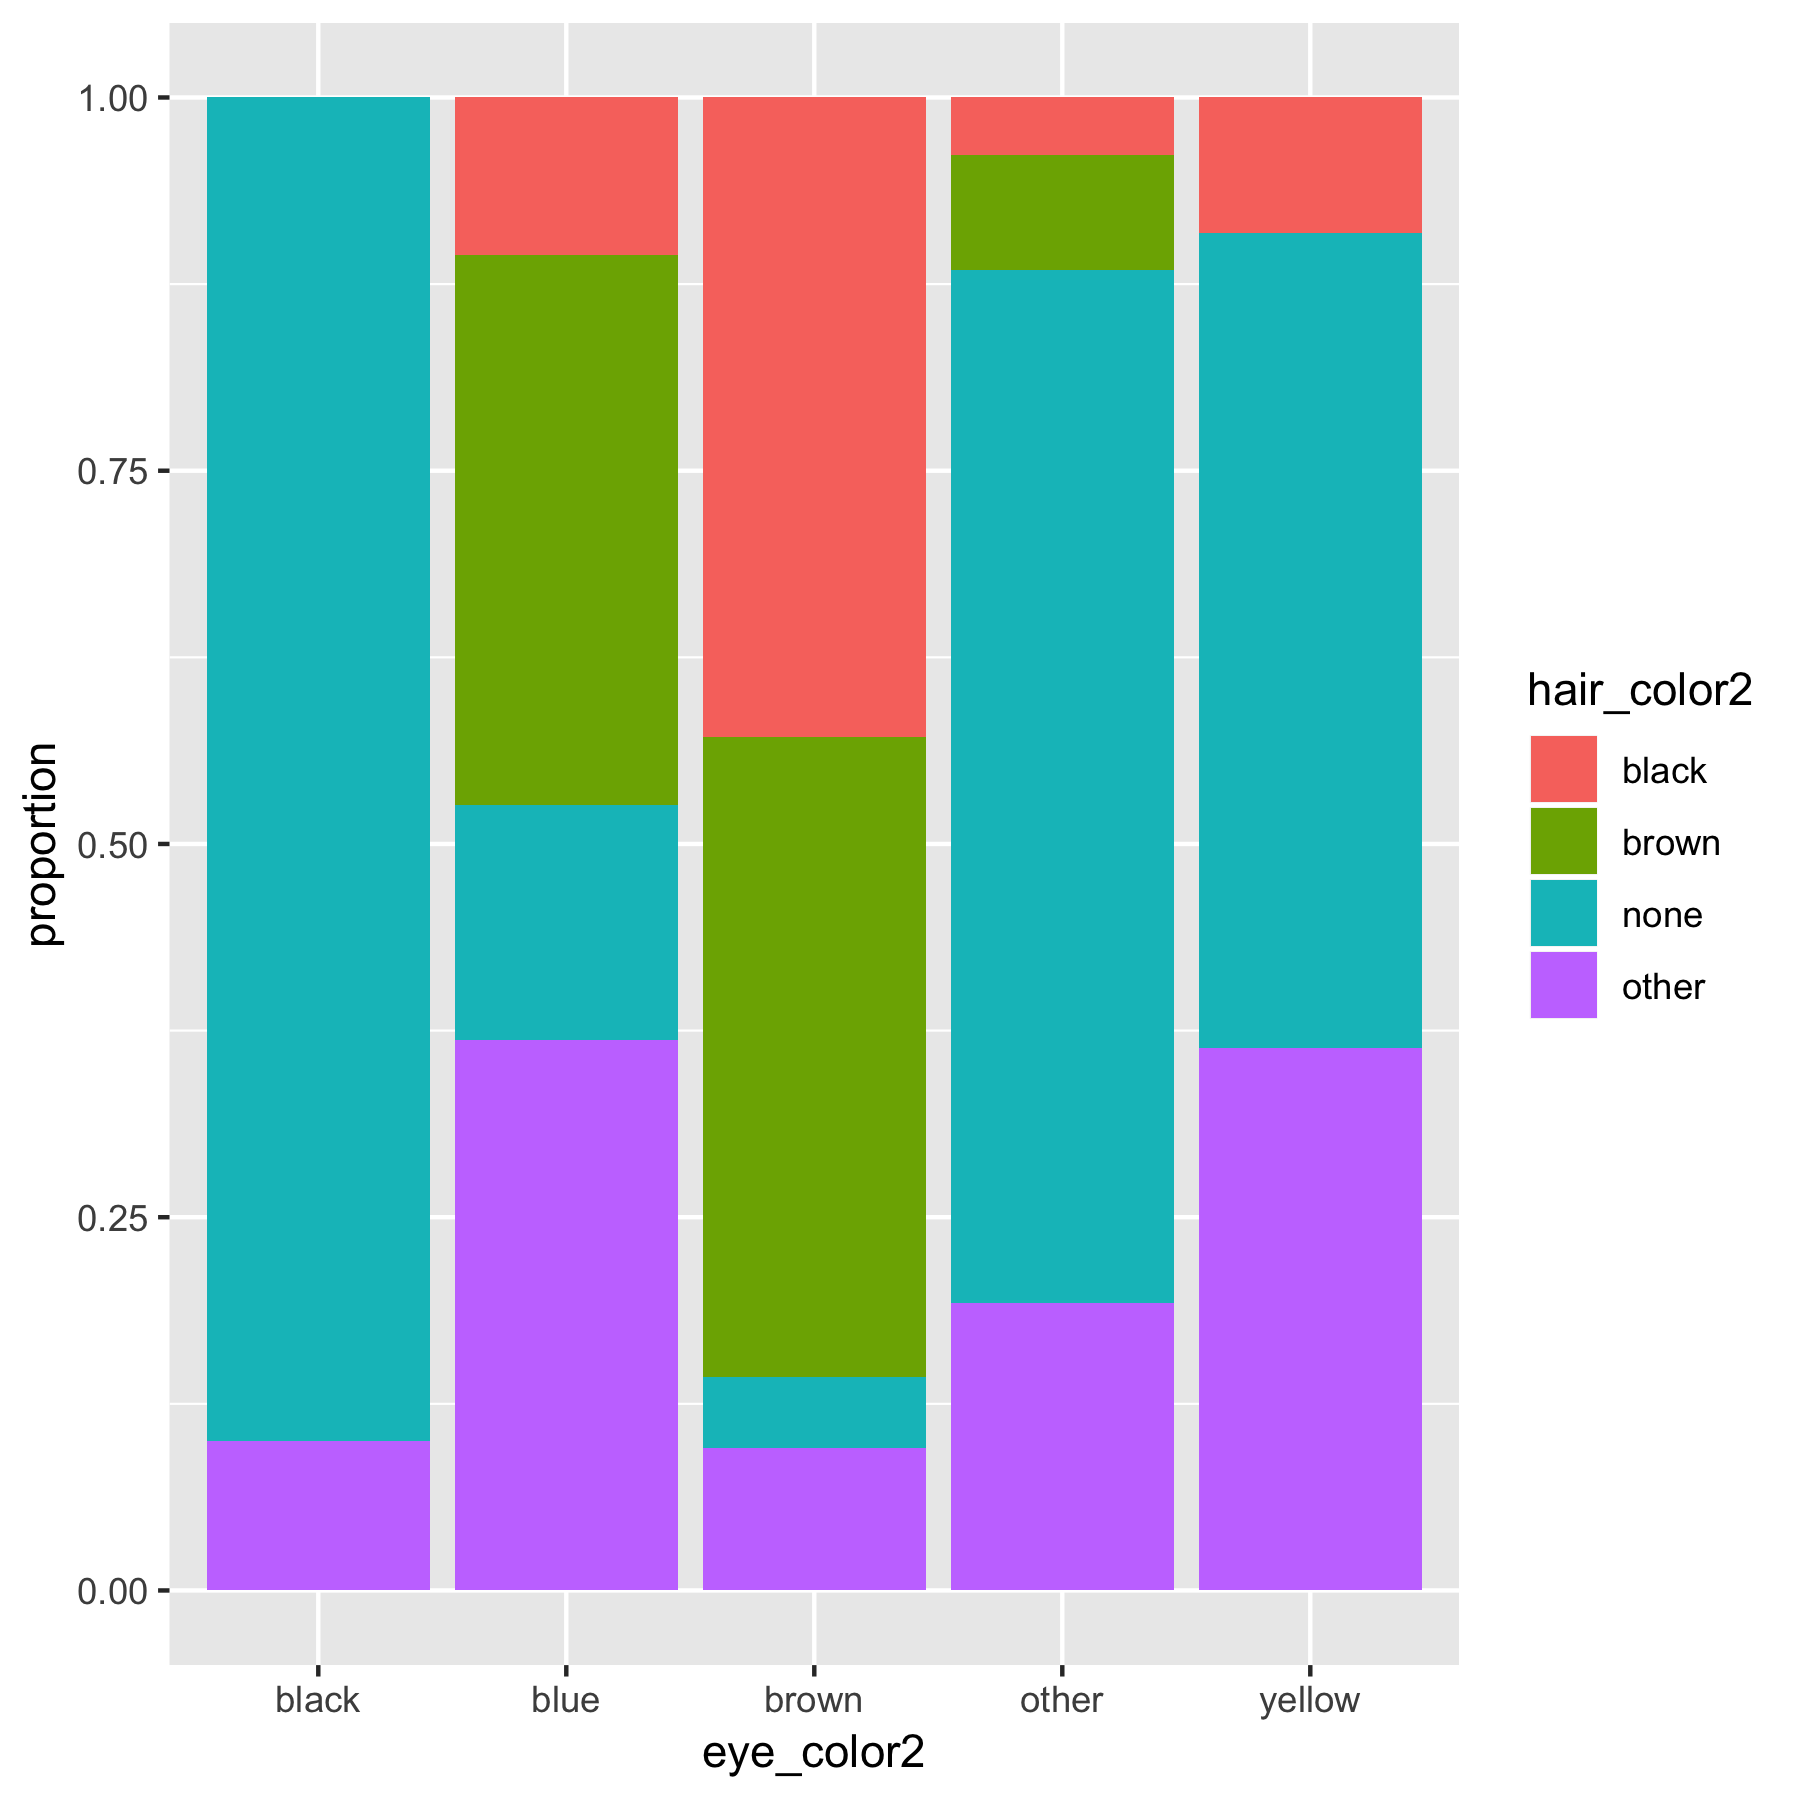 1.00
0.75
0.50
0.25
0.00
proportion
black blue brown other yellow
eye_color2
hair_color2
black
brown
none
other